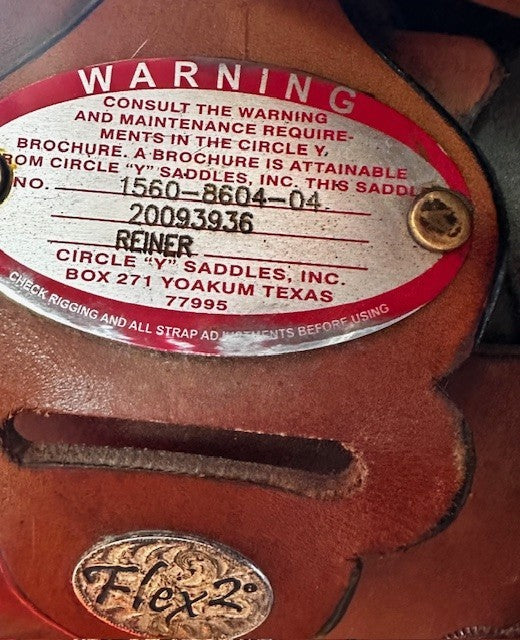 WARNING
CONSULT THE WARNING
AND MAINTENANCE REQUIRE-
MENTS IN THE CIRCLE Y,
BROCHURE. A BROCHURE IS ATTAINABLE
FROM CIRCLE "Y" SADDLES, INC. THIS SADDLE
NO. 1560-8604-04
20093936
REINER
CIRCLE "Y" SADDLES, INC.
BOX 271 YOAKUM TEXAS
77995
CHECK RIGGING AND ALL STRAP ADJUSTMENTS BEFORE USING
Flex2